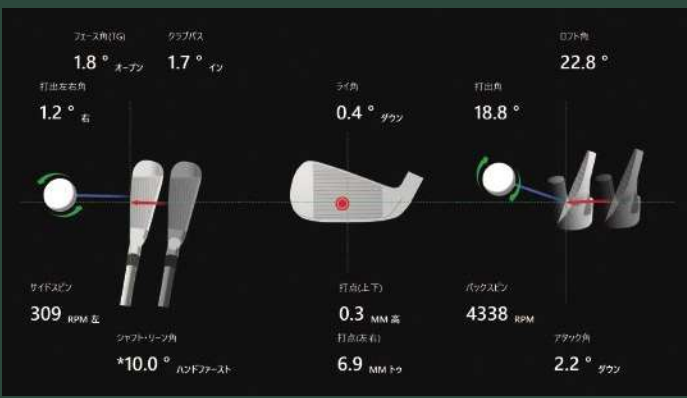 フェース角(TG) クラブパス ロフト角
1.8 ° オープン 1.7 ° イン 22.8 °
打出左右角 ライ角 打出角
1.2 ° 右 0.4 ° ダウン 18.8 °
サイドスピン 打点(上下) バックスピン
309 RPM 左 0.3 MM 高 4338 RPM
シャフト・リーン角 打点(左右) アタック角
*10.0 ° ハンドファースト 6.9 MM トゥ 2.2 ° ダウン